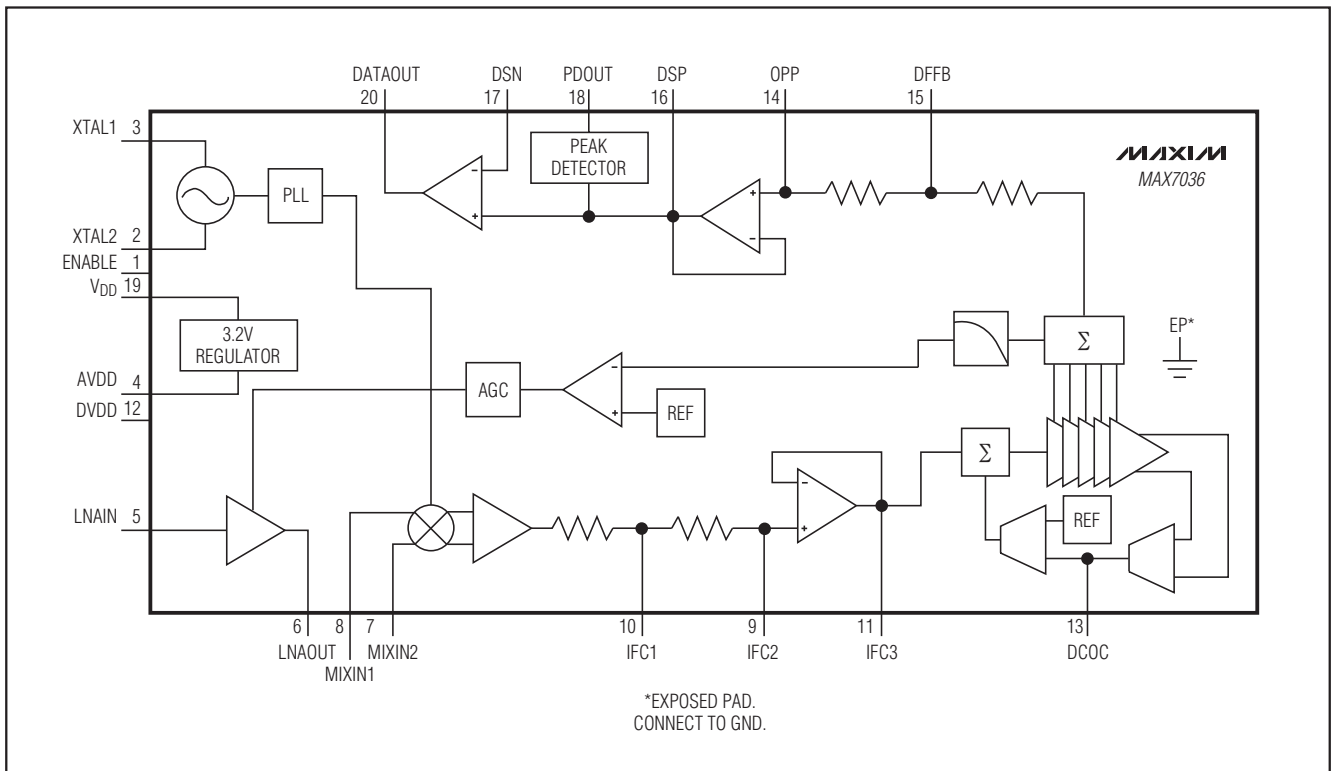 DATAOUT DSN PDOUT DSP OPP DFFB
20 17 18 16 14 15
XTAL1 3
MAXIM
MAX7036
PEAK
DETECTOR
-
+
+
-
PLL
XTAL2 2
ENABLE 1
VDD 19
3.2V
REGULATOR
AVDD 4
DVDD 12
AGC
-
+
REF
Σ
EP*
Σ
-
+
REF
LNAIN 5
6 8 7 10 9 11 13
LNAOUT MIXIN2 IFC1 IFC2 IFC3 DCOC
MIXIN1
*EXPOSED PAD.
CONNECT TO GND.